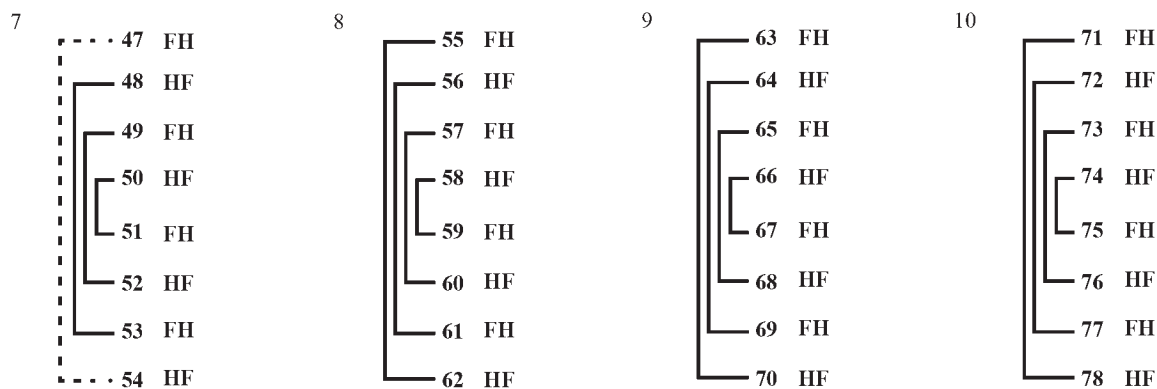 7
47 FH
48 HF
49 FH
50 HF
51 FH
52 HF
53 FH
54 HF
8
55 FH
56 HF
57 FH
58 HF
59 FH
60 HF
61 FH
62 HF
9
63 FH
64 HF
65 FH
66 HF
67 FH
68 HF
69 FH
70 HF
10
71 FH
72 HF
73 FH
74 HF
75 FH
76 HF
77 FH
78 HF